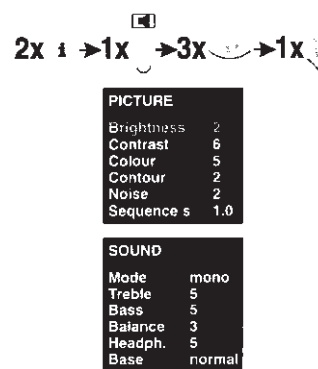 2x i → 1x → 3x → 1x
PICTURE
Brightness 2
Contrast 6
Colour 5
Contour 2
Noise 2
Sequence s 1.0
SOUND
Mode mono
Treble 5
Bass 5
Balance 3
Headph. 5
Base normal